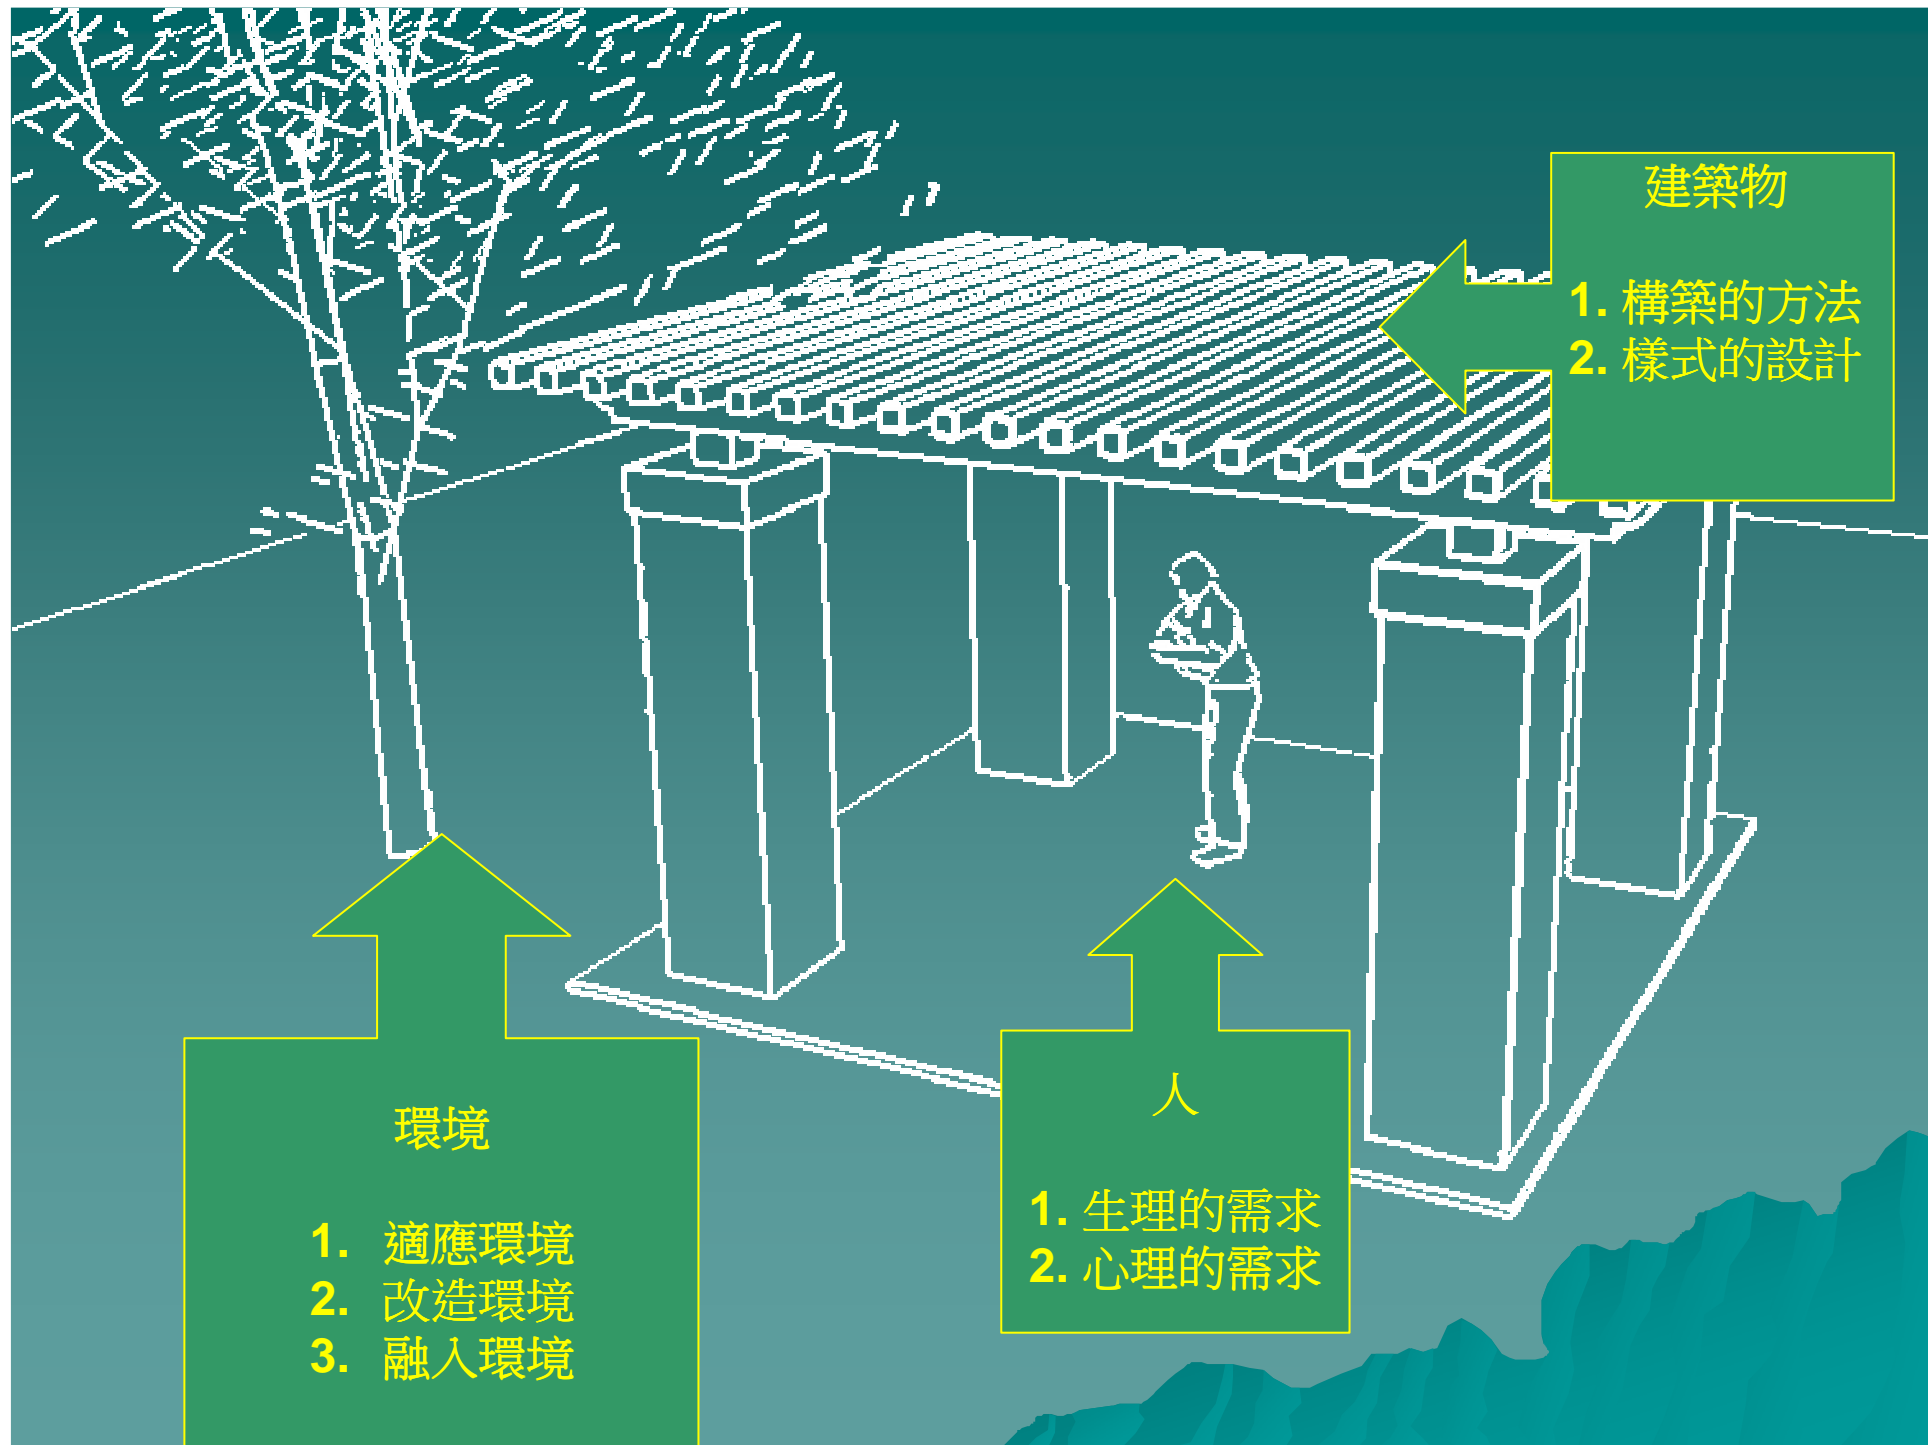 建築物
1. 構築的方法
2. 樣式的設計
環境
1. 適應環境
2. 改造環境
3. 融入環境
人
1. 生理的需求
2. 心理的需求